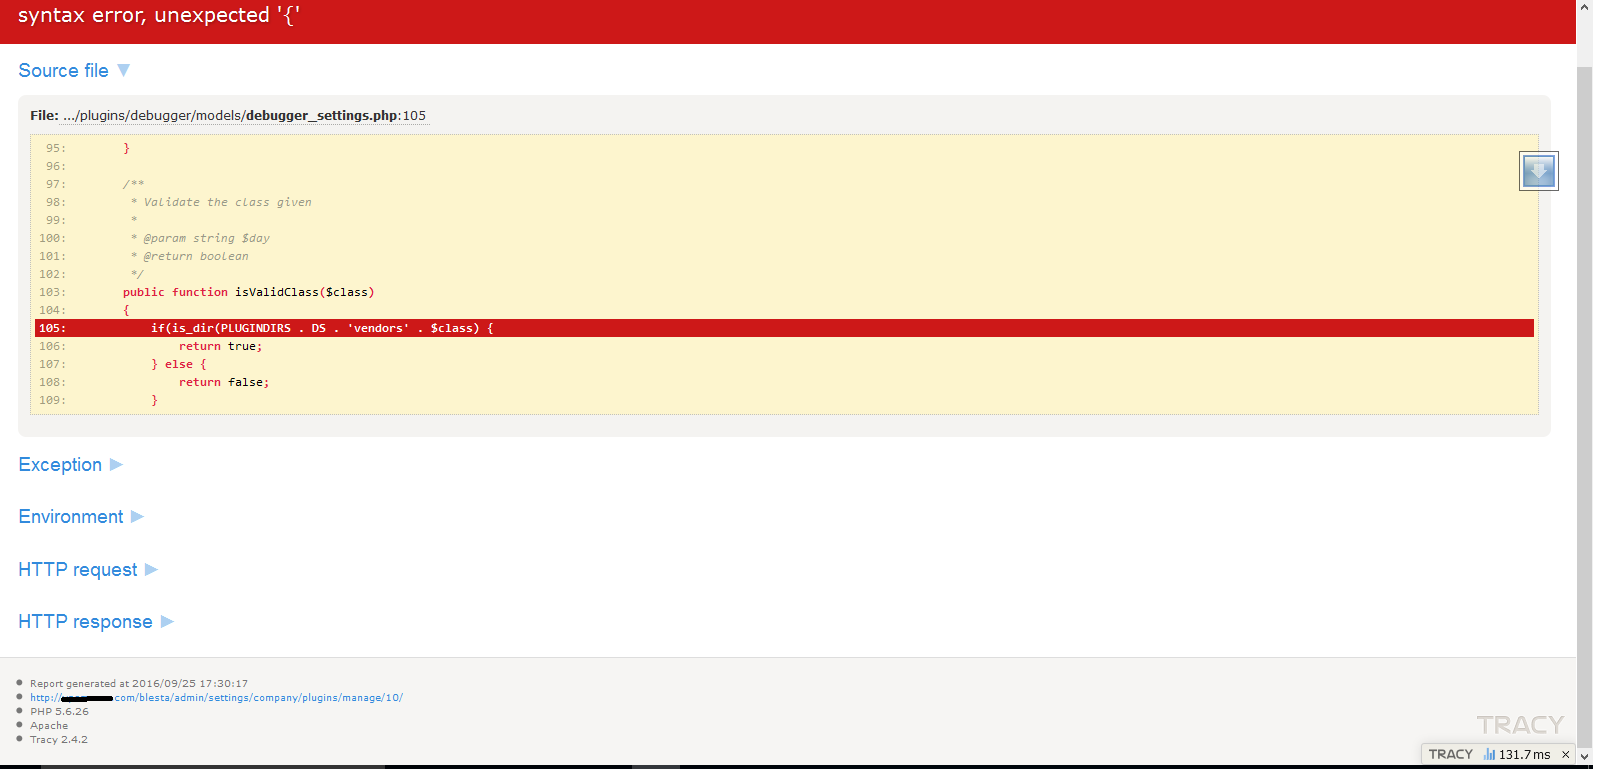 syntax error, unexpected '{'
Source file
File: .../plugins/debugger/models/debugger_settings.php:105
95: }
96:
97: /**
98: * Validate the class given
99: *
100: * @param string $day
101: * @return boolean
102: */
103: public function isValidClass($class)
104: {
105: if(is_dir(PLUGINDIRS . DS . 'vendors' . $class) {
106: return true;
107: } else {
108: return false;
109: }
Exception
Environment
HTTP request
HTTP response
Report generated at 2016/09/25 17:30:17
http:/ com/blesta/admin/settings/company/plugins/manage/10/
PHP 5.6.26
Apache
Tracy 2.4.2
TRACY
TRACY 131.7 ms ×